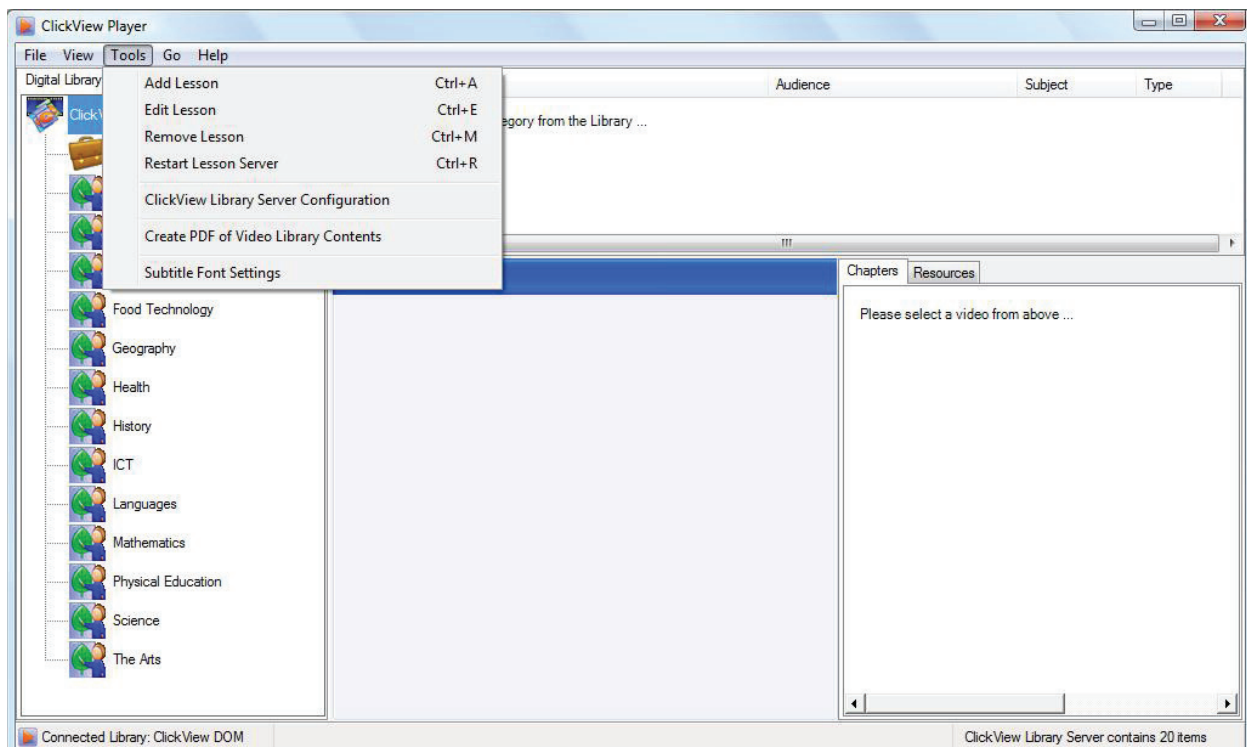 ClickView Player
File View Tools Go Help
Digital Library
Audience Subject Type
Add Lesson Ctrl+A
Edit Lesson Ctrl+E
Remove Lesson Ctrl+M
Restart Lesson Server Ctrl+R
ClickView Library Server Configuration
Create PDF of Video Library Contents
Subtitle Font Settings
from the Library ...
Chapters Resources
Please select a video from above ...
Food Technology
Geography
Health
History
ICT
Languages
Mathematics
Physical Education
Science
The Arts
Connected Library: ClickView DOM
ClickView Library Server contains 20 items